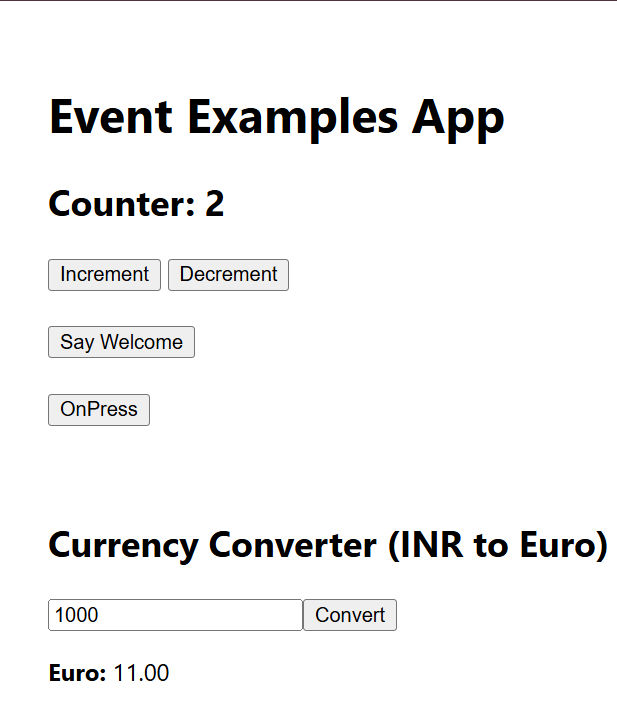 Event Examples App
Counter: 2
Increment Decrement
Say Welcome
OnPress
Currency Converter (INR to Euro)
1000 Convert
Euro: 11.00